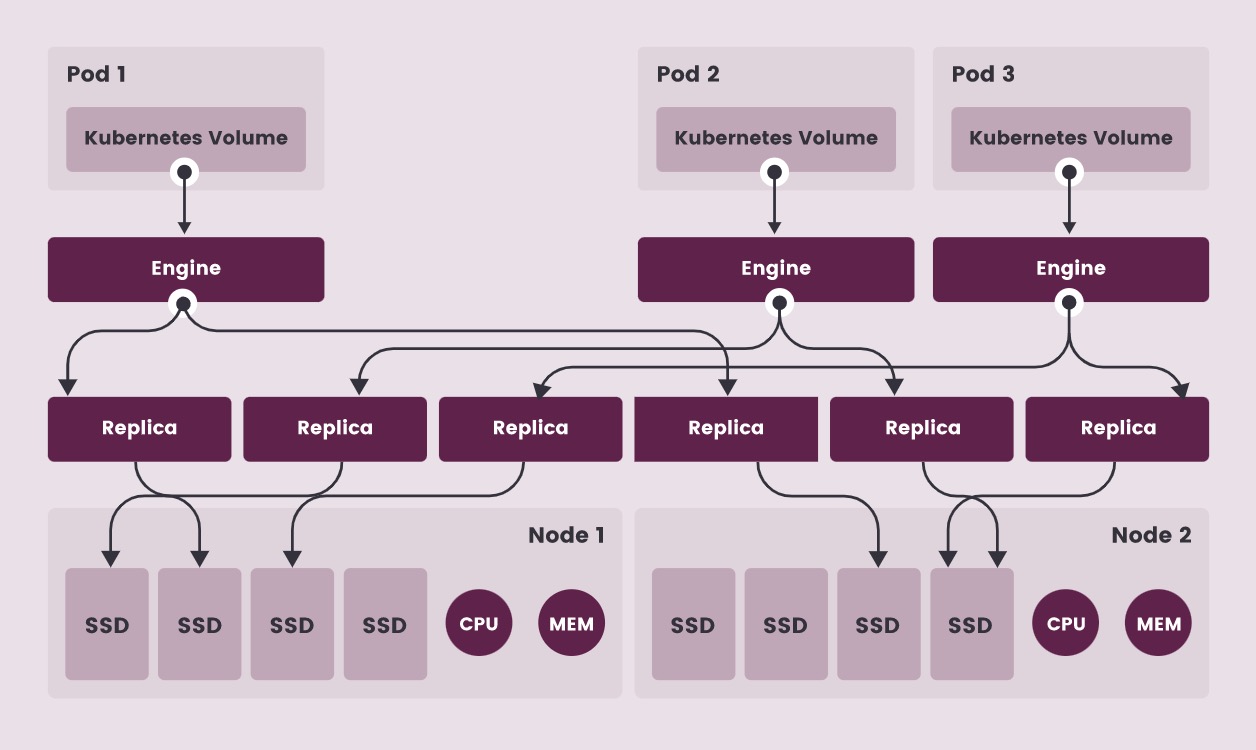 Pod 1
Pod 2
Pod 3
Kubernetes Volume
Kubernetes Volume
Kubernetes Volume
Engine
Engine
Engine
Replica
Replica
Replica
Replica
Replica
Replica
Node 1
Node 2
SSD
SSD
SSD
SSD
CPU
MEM
SSD
SSD
SSD
SSD
CPU
MEM